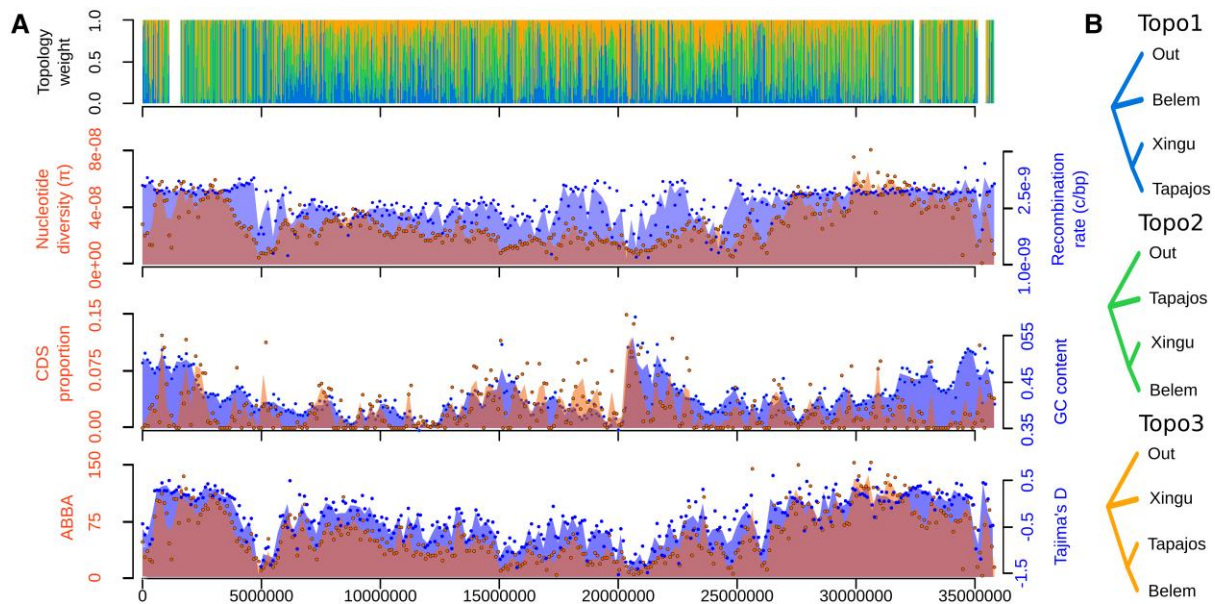 A
Topology
weight
0.0 0.5 1.0
Nucleotide
diversity (π)
0e+00 4e-08 8e-08
Recombination
rate (c/bp)
1.0e-09 2.5e-9
CDS
proportion
0.00 0.075 0.15
GC content
0.35 0.45 055
ABBA
0 75 150
Tajima's D
-1.5 -0.5 0.5
0 5000000 10000000 15000000 20000000 25000000 30000000 35000000
B
Topo1
Out
Belem
Xingu
Tapajos
Topo2
Out
Tapajos
Xingu
Belem
Topo3
Out
Xingu
Tapajos
Belem